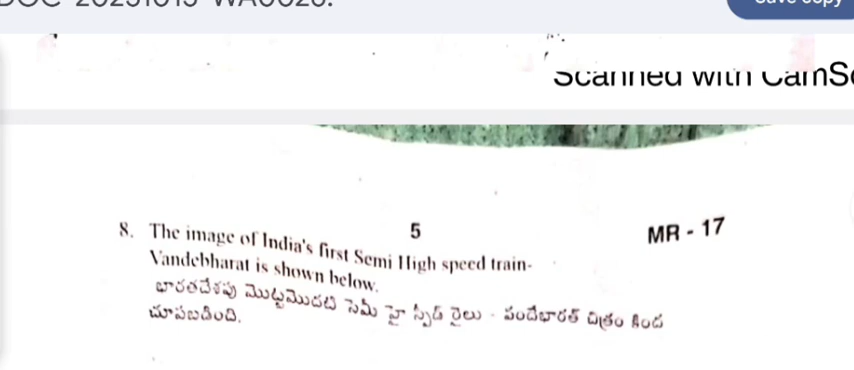 Scanned with CamS
5
MR - 17
8. The image of India's first Semi High speed train-
Vandebharat is shown below.
భారతదేశపు మొట్టమొదటి సెమీ హై స్పీడ్ రైలు - వందేభారత్ చిత్రం కింద
చూపబడింది.